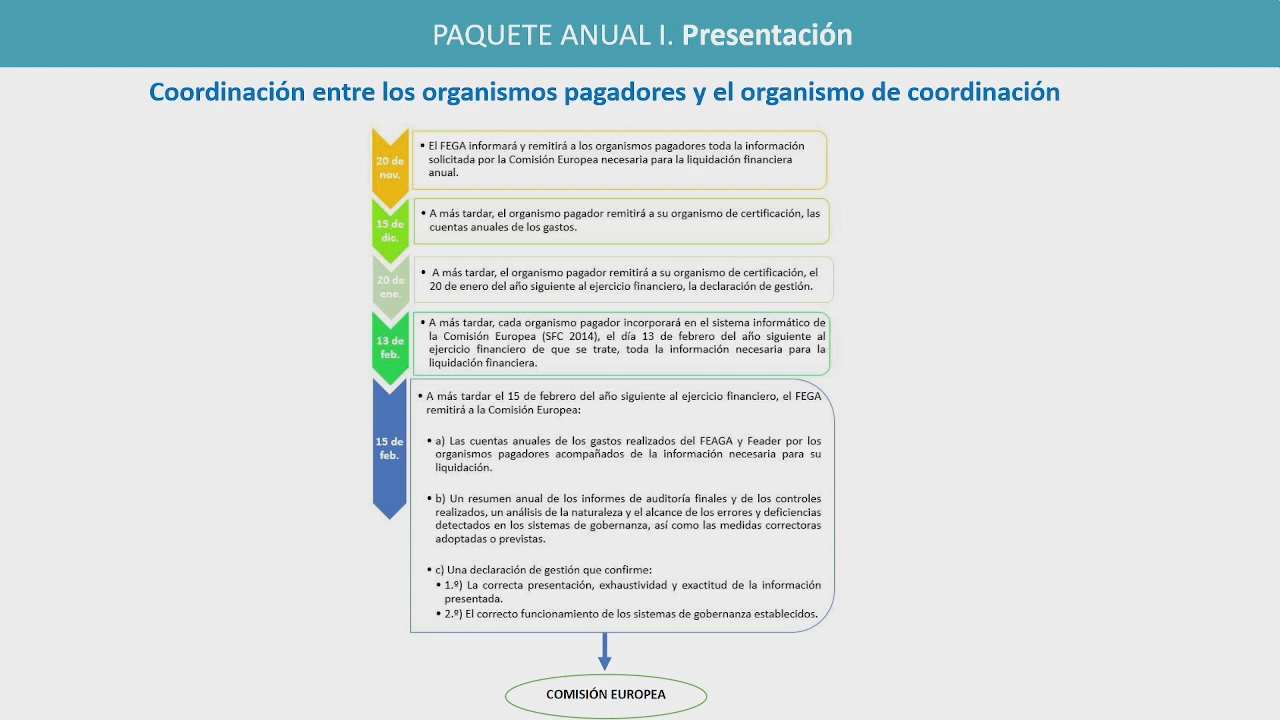 PAQUETE ANUAL I. Presentación
Coordinación entre los organismos pagadores y el organismo de coordinación
20 de
nov.
• El FEGA informará y remitirá a los organismos pagadores toda la información
solicitada por la Comisión Europea necesaria para la liquidación financiera
anual.
15 de
dic.
• A más tardar, el organismo pagador remitirá a su organismo de certificación, las
cuentas anuales de los gastos.
20 de
ene.
• A más tardar, el organismo pagador remitirá a su organismo de certificación, el
20 de enero del año siguiente al ejercicio financiero, la declaración de gestión.
13 de
feb.
• A más tardar, cada organismo pagador incorporará en el sistema informático de
la Comisión Europea (SFC 2014), el día 13 de febrero del año siguiente al
ejercicio financiero de que se trate, toda la información necesaria para la
liquidación financiera.
15 de
feb.
• A más tardar el 15 de febrero del año siguiente al ejercicio financiero, el FEGA
remitirá a la Comisión Europea:
• a) Las cuentas anuales de los gastos realizados del FEAGA y Feader por los
organismos pagadores acompañados de la información necesaria para su
liquidación.
• b) Un resumen anual de los informes de auditoría finales y de los controles
realizados, un análisis de la naturaleza y el alcance de los errores y deficiencias
detectados en los sistemas de gobernanza, así como las medidas correctoras
adoptadas o previstas.
• c) Una declaración de gestión que confirme:
• 1.º) La correcta presentación, exhaustividad y exactitud de la información
presentada.
• 2.º) El correcto funcionamiento de los sistemas de gobernanza establecidos.
COMISIÓN EUROPEA